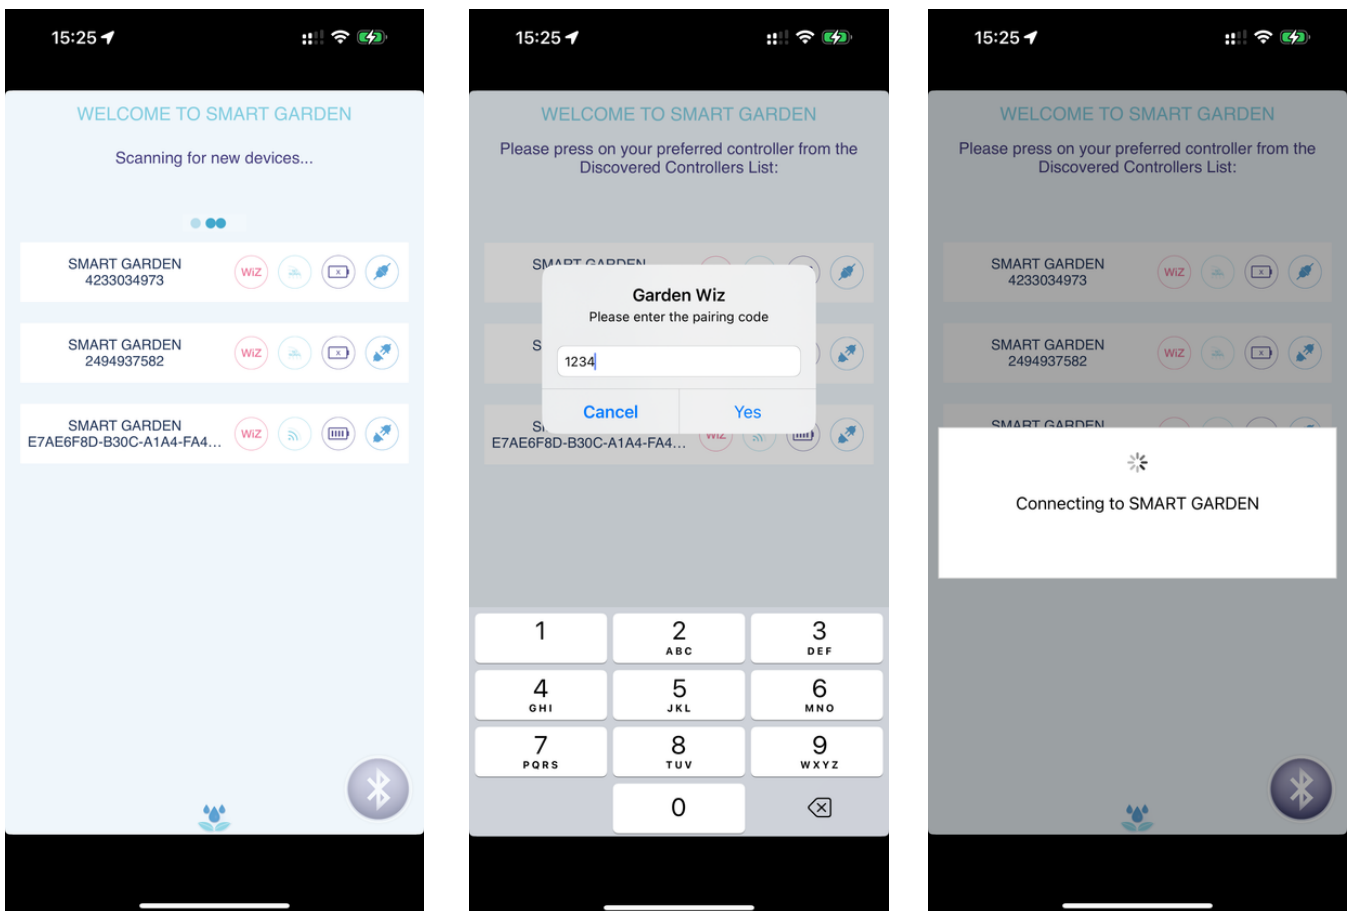 15:25
WELCOME TO SMART GARDEN
Scanning for new devices...
SMART GARDEN
4233034973
WiZ
x
SMART GARDEN
2494937582
WiZ
x
SMART GARDEN
E7AE6F8D-B30C-A1A4-FA4...
WiZ
15:25
WELCOME TO SMART GARDEN
Please press on your preferred controller from the
Discovered Controllers List:
SMART GARDEN
Garden Wiz
Please enter the pairing code
1234
Cancel
Yes
E7AE6F8D-B30C-A1A4-FA4...
WiZ
1
2
ABC
3
DEF
4
GHI
5
JKL
6
MNO
7
PQRS
8
TUV
9
WXYZ
0
15:25
WELCOME TO SMART GARDEN
Please press on your preferred controller from the
Discovered Controllers List:
SMART GARDEN
4233034973
WiZ
x
SMART GARDEN
2494937582
WiZ
x
SMART GARDEN
Connecting to SMART GARDEN